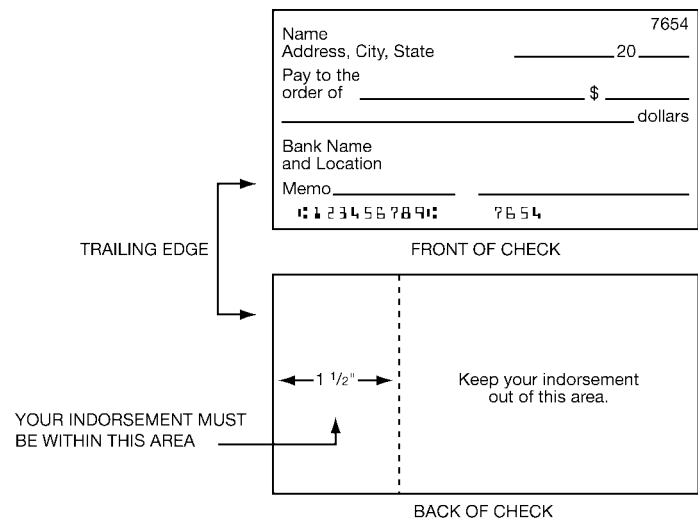 7654
Name
Address, City, State 20
Pay to the
order of $
dollars
Bank Name
and Location
Memo
⑆123456789⑆ 7654
TRAILING EDGE
FRONT OF CHECK
1 1/2"
Keep your indorsement
out of this area.
YOUR INDORSEMENT MUST
BE WITHIN THIS AREA
BACK OF CHECK